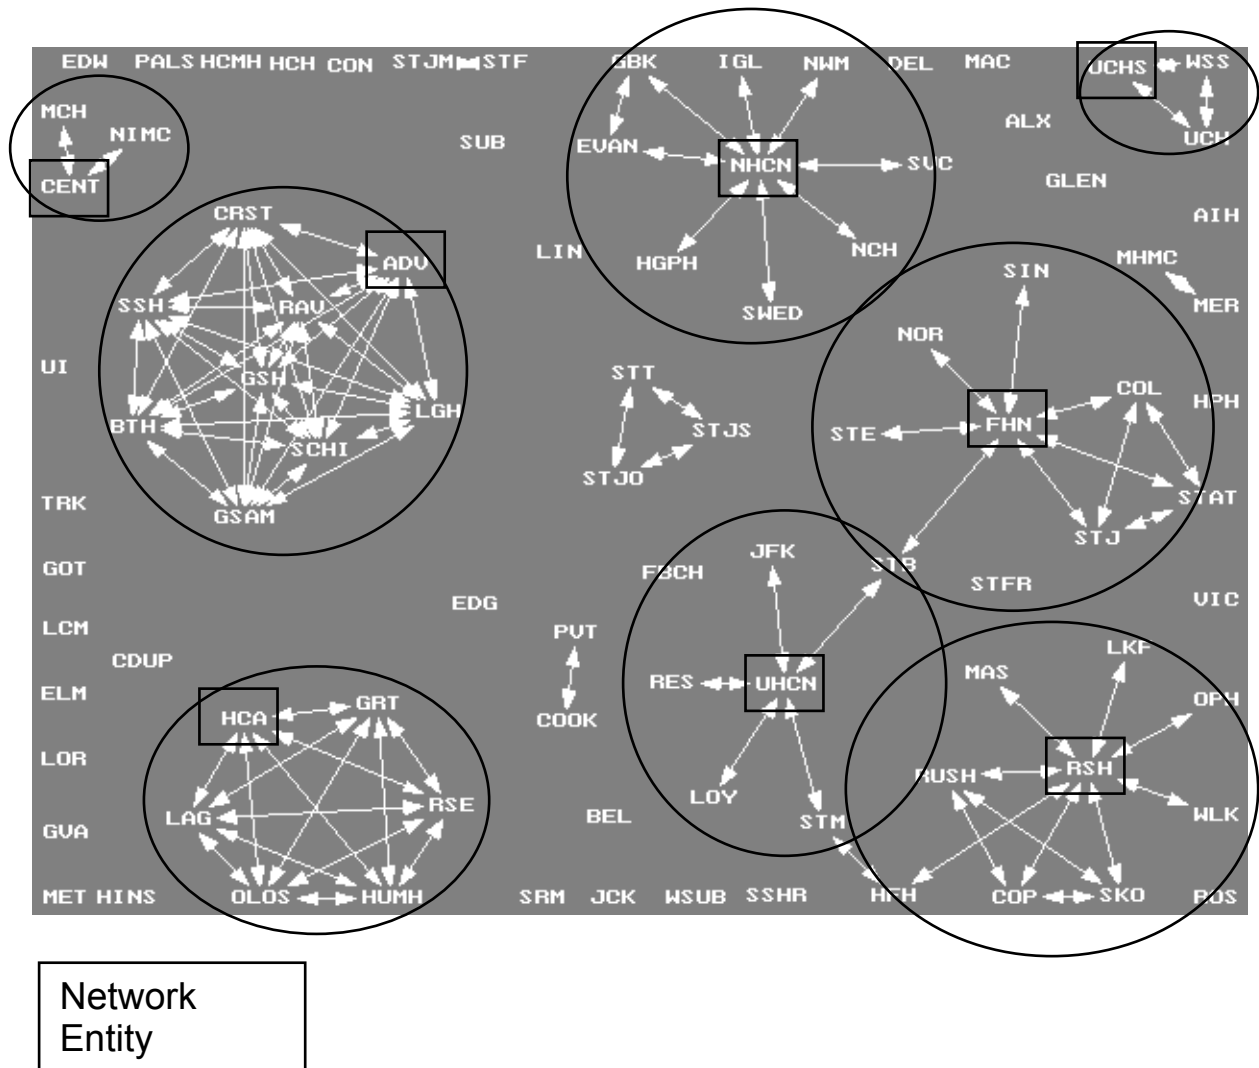 EDW PALS HCMH HCH CON STJM STF GBK IGL NWM DEL MAC UCHS WSS
MCH NIMC SUB EVAN NHCN SVC ALX UCH
CENT GLEN
CRST ADV LIN HGPH NCH AIH
SSH RAV SWED SIN MHMC MER
UI GSH STT NOR COL HPH
BTH SCHI LGH STJS STE FHN
TRK GSAM STJO STJ STAT
GOT FBCH JFK STB STFR
LCM EDG PVT VIC
CDUP RES UHCN MAS LKF
ELM HCA GRT COOK OPH
LOR RUSH RSH
GVA LAG RSE BEL LOY STM WLK
MET HINS OLOS HUMH SRM JCK WSUB SSHR HFH COP SKO ROS
Network
Entity